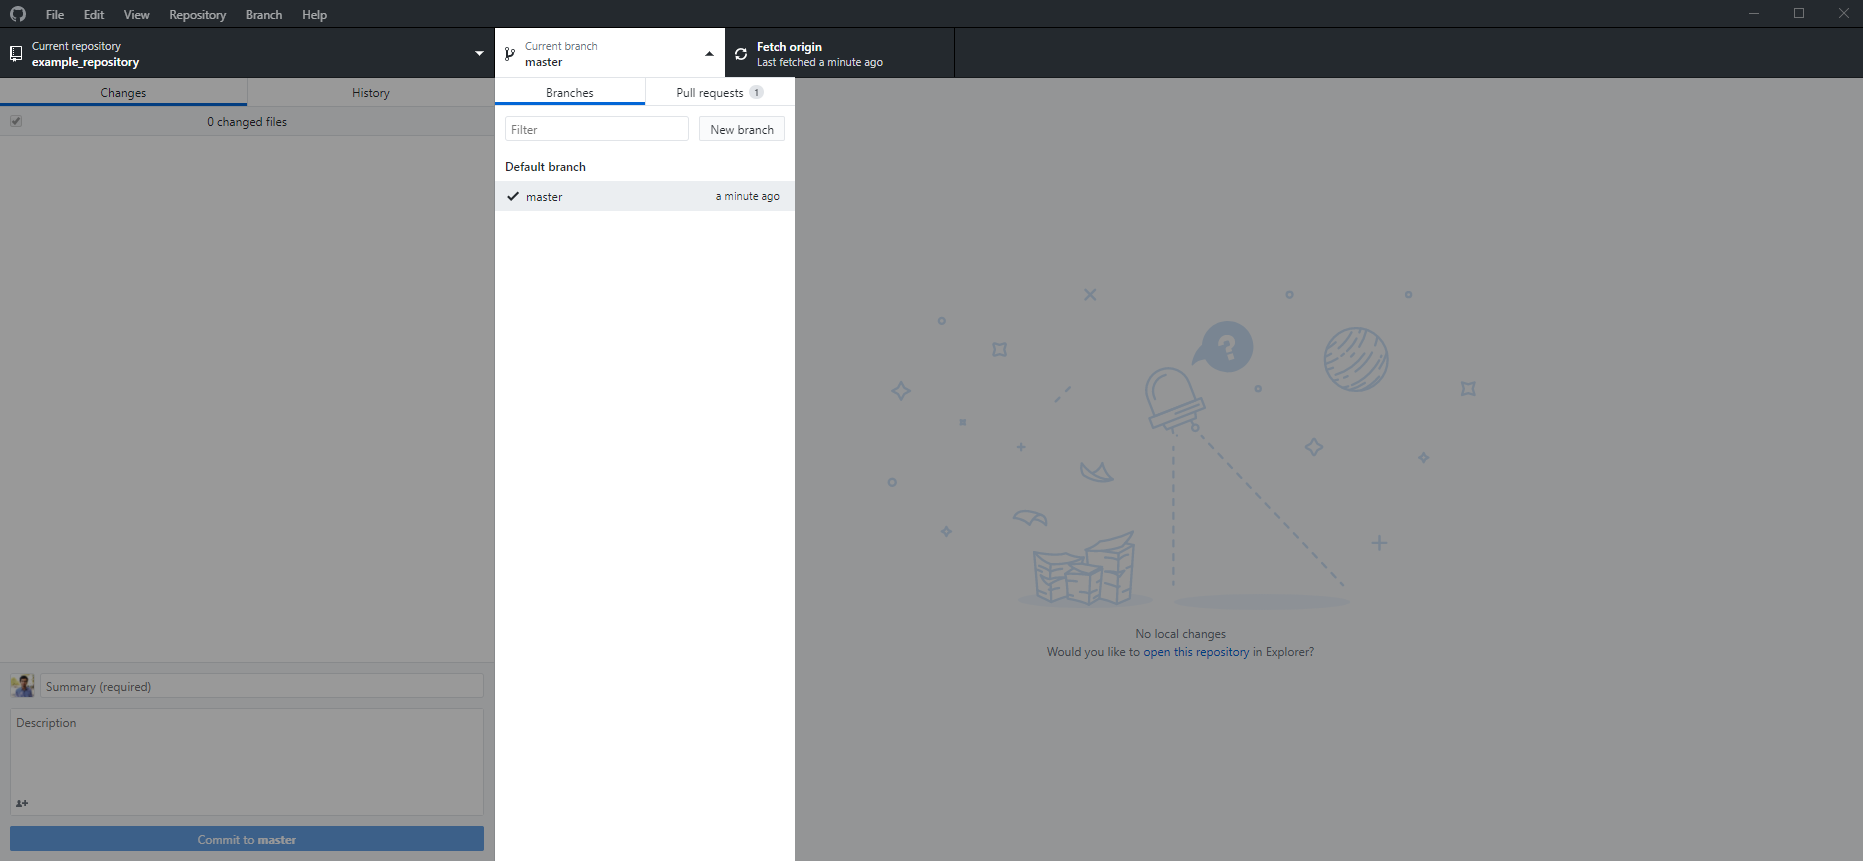 File Edit View Repository Branch Help
Current repository
example_repository
Current branch
master
Fetch origin
Last fetched a minute ago
Changes
History
0 changed files
Branches
Pull requests 1
Filter
New branch
Default branch
master
a minute ago
?
No local changes
Would you like to open this repository in Explorer?
Summary (required)
Description
Commit to master